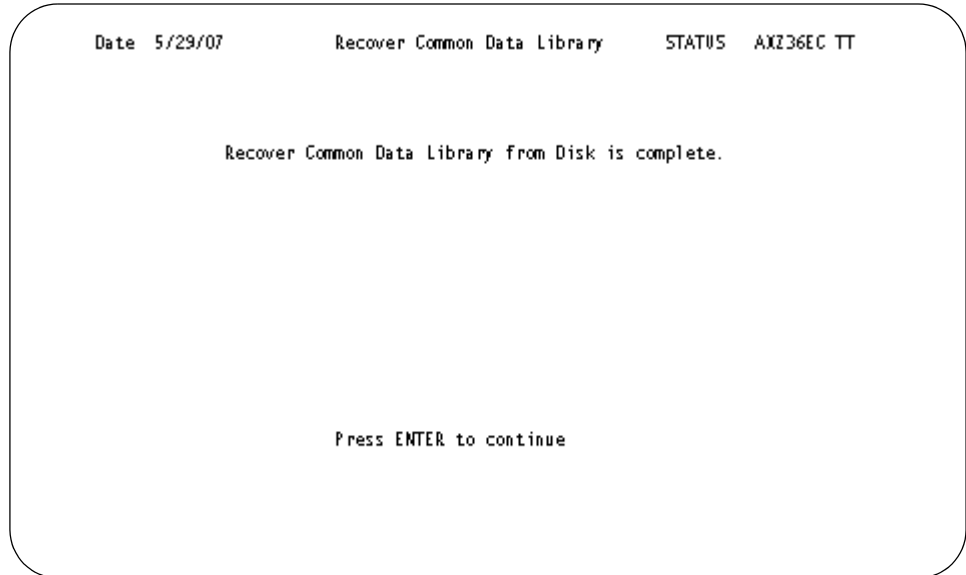 Date 5/29/07 Recover Common Data Library STATUS AXZ36EC TT
Recover Common Data Library from Disk is complete.
Press ENTER to continue